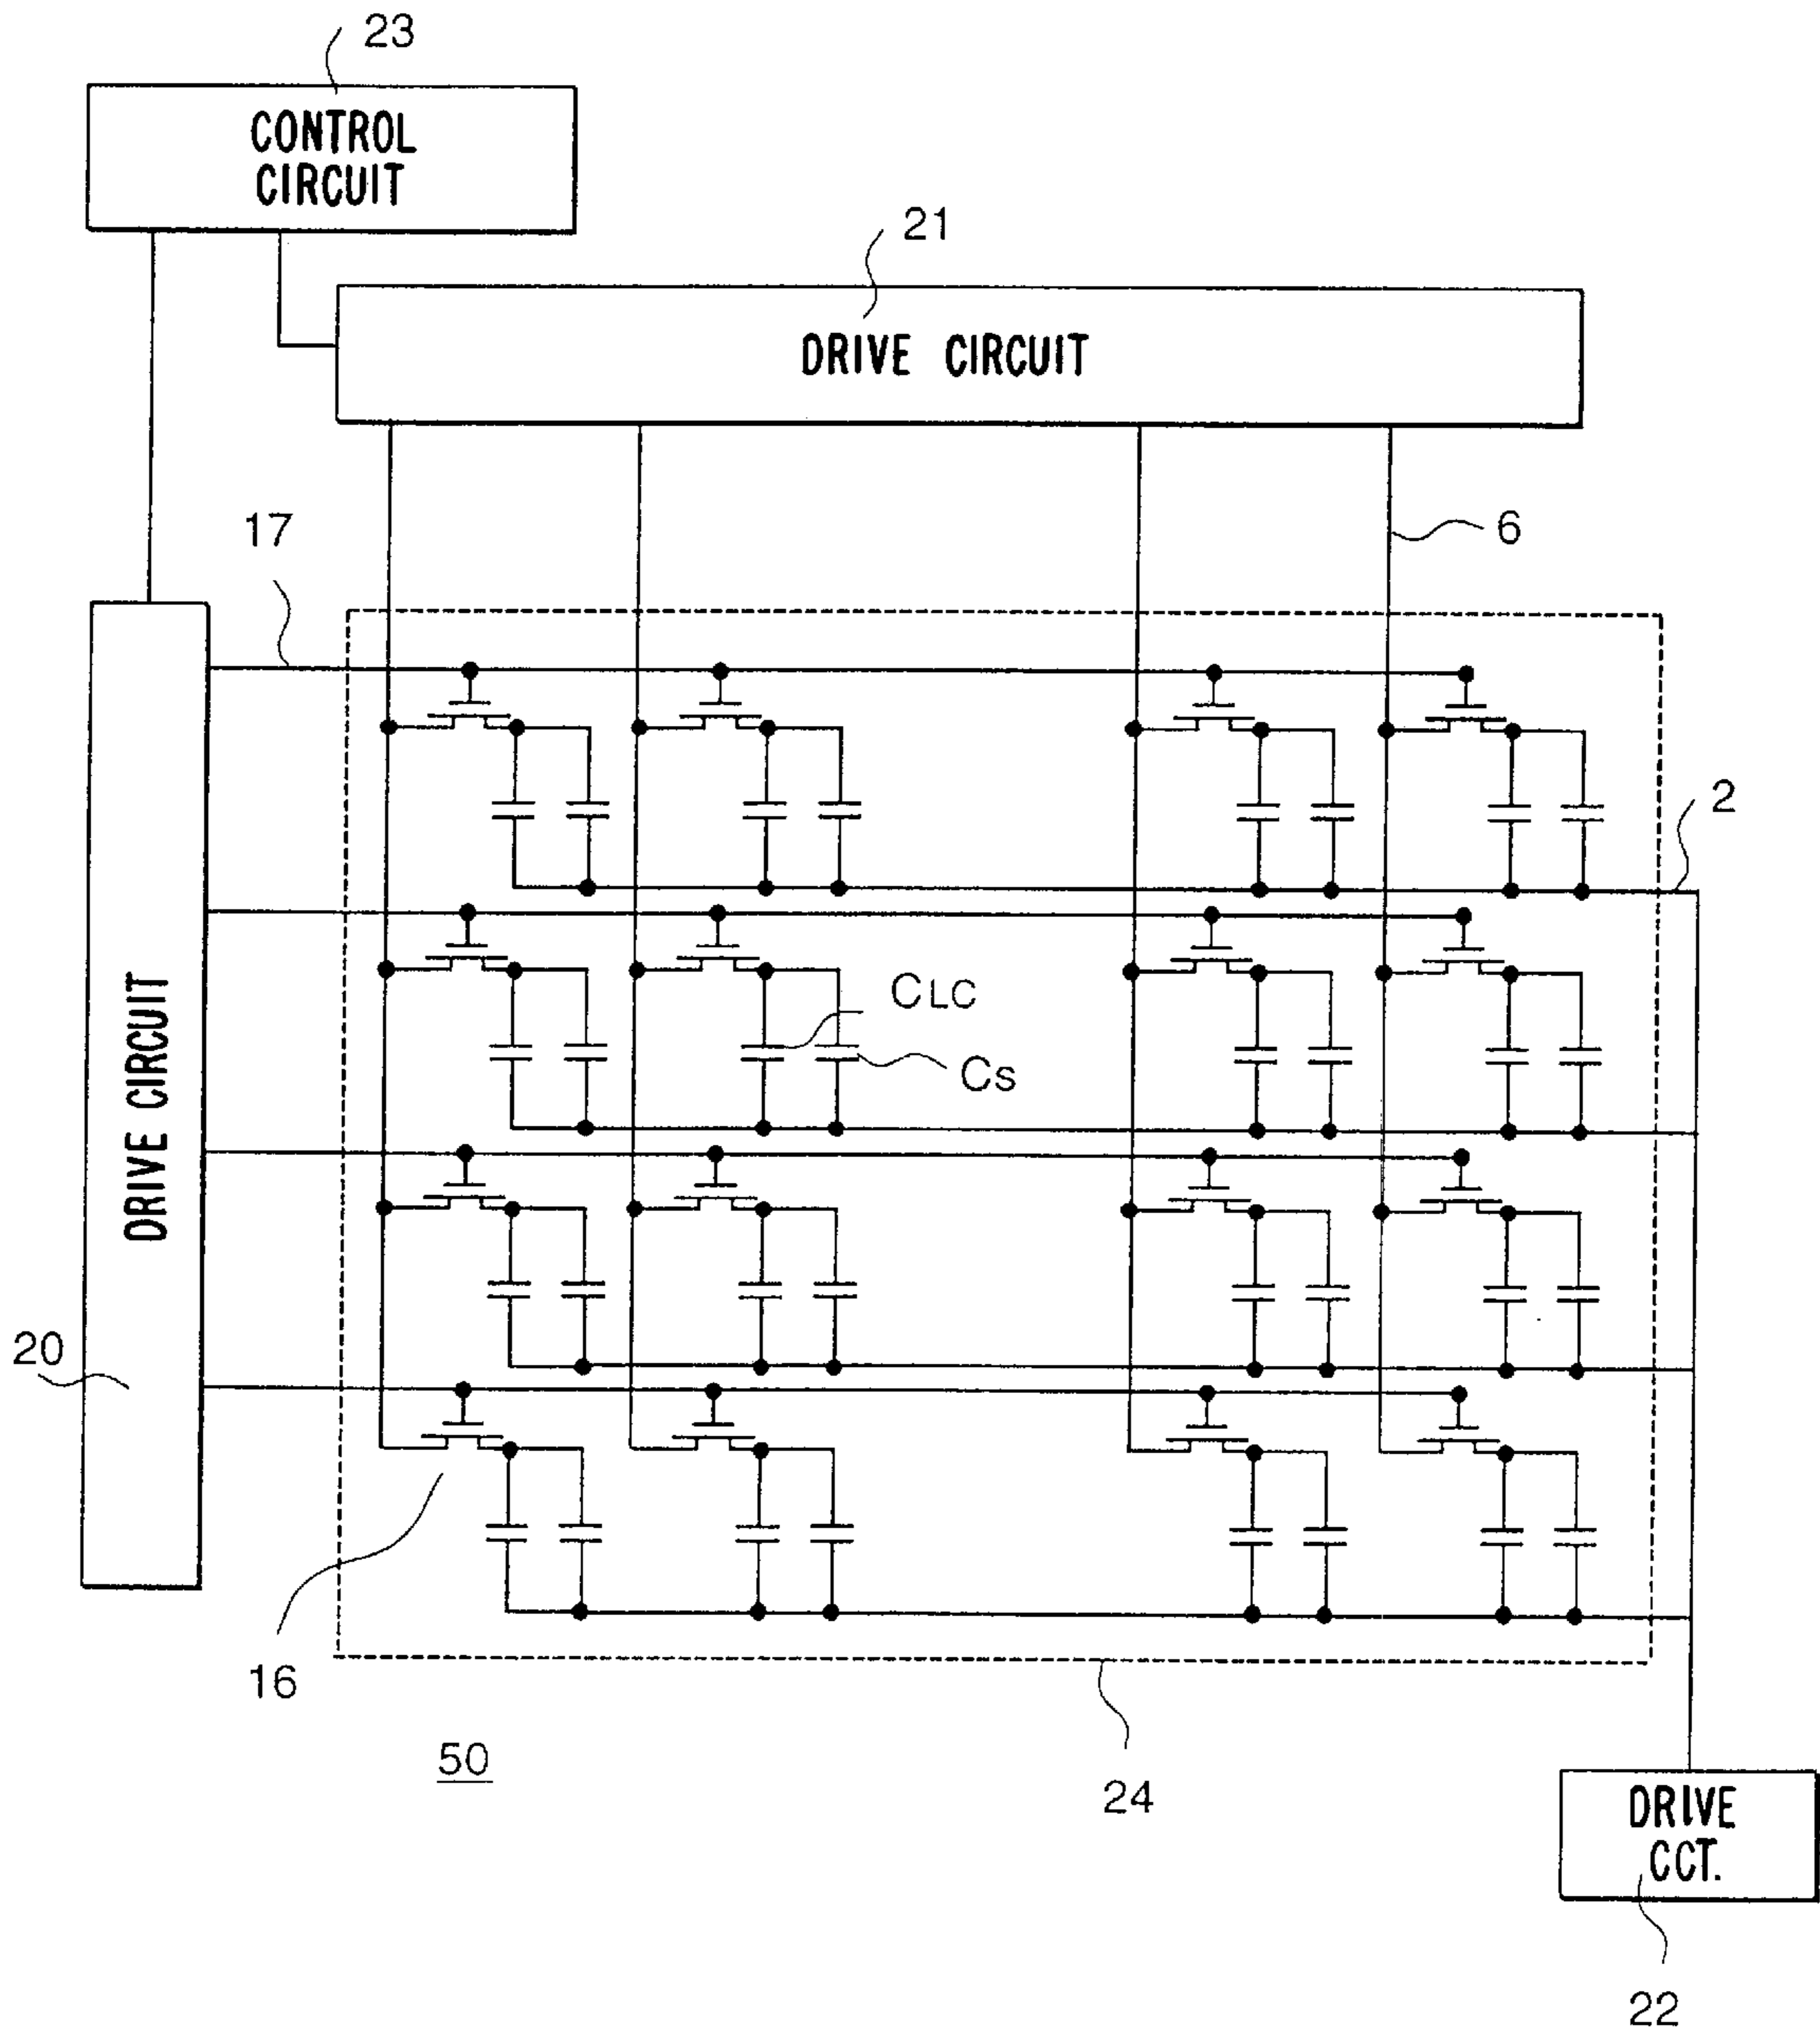 23
CONTROL
CIRCUIT
21
DRIVE CIRCUIT
17
6
2
DRIVE CIRCUIT
CLC
Cs
20
16
50
24
DRIVE
CCT.
22